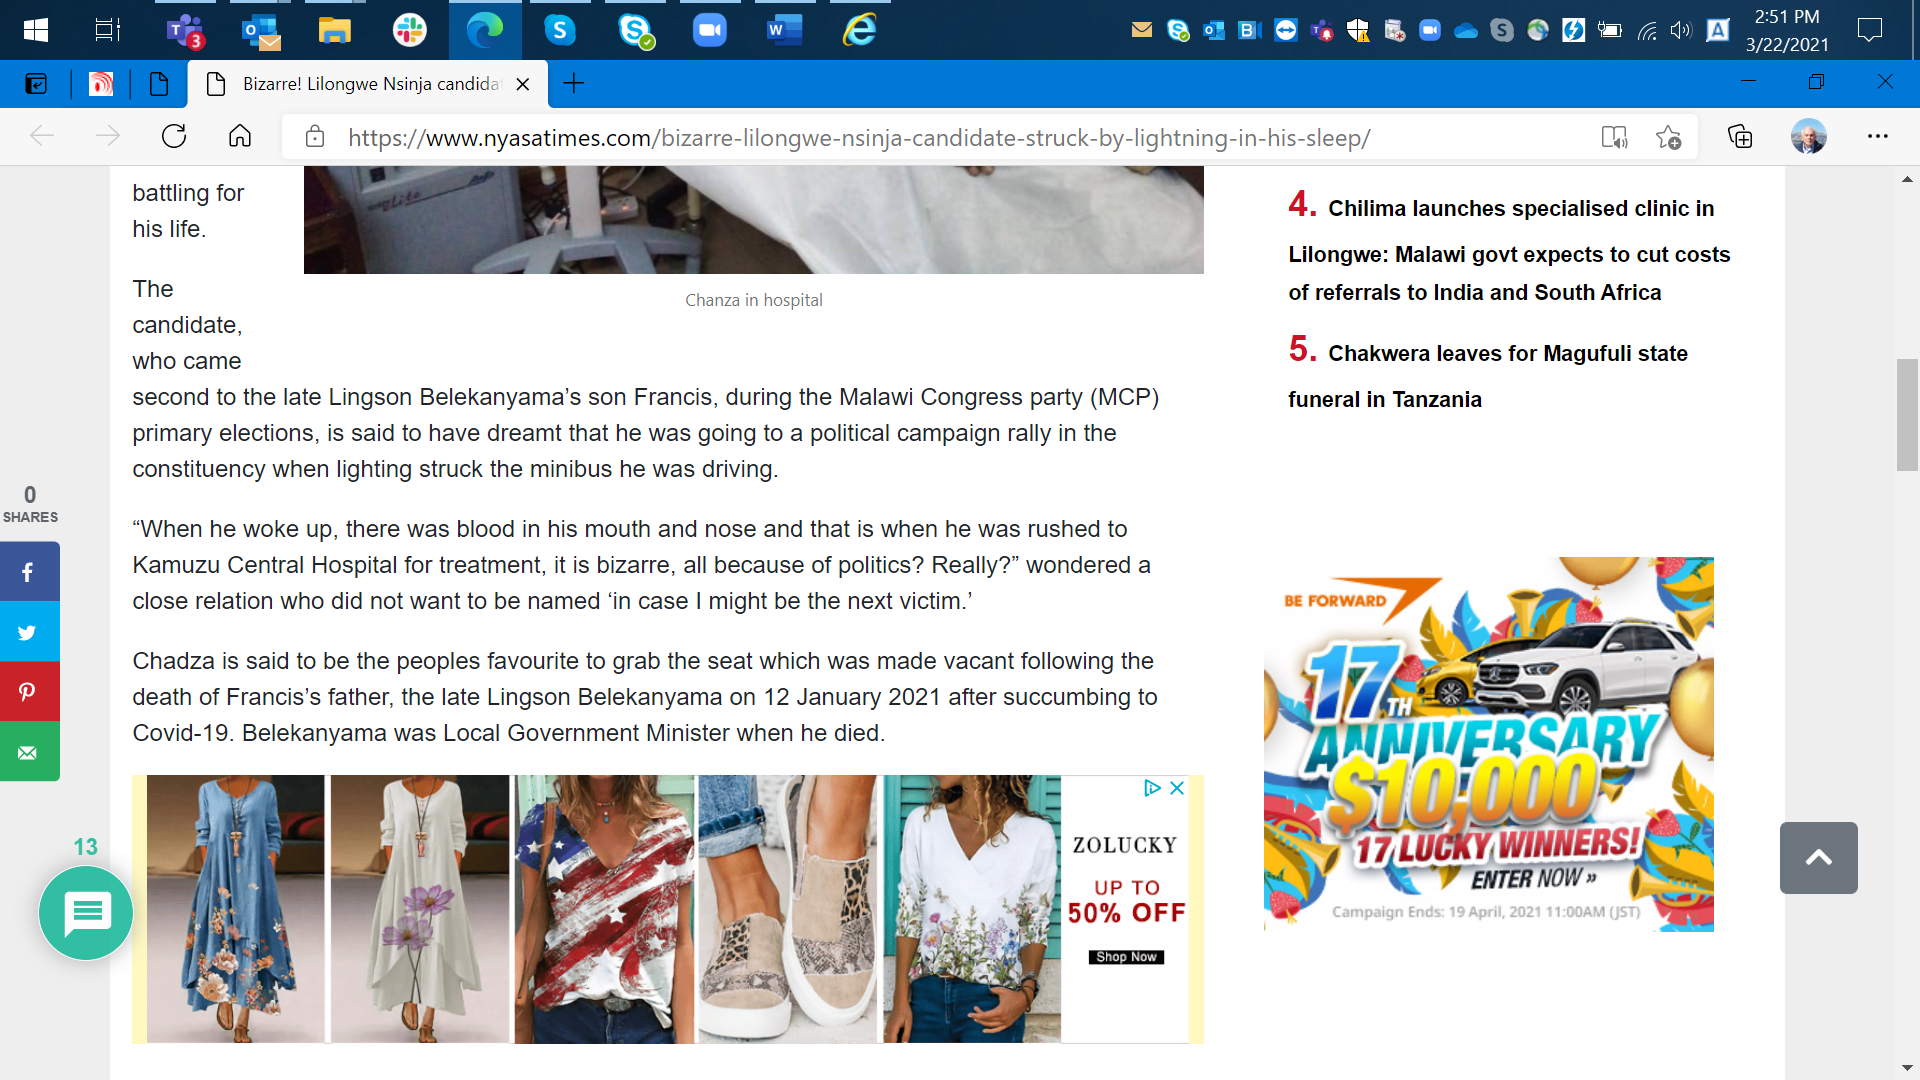 2:51 PM
3/22/2021
Bizarre! Lilongwe Nsinja candida
https://www.nyasatimes.com/bizarre-lilongwe-nsinja-candidate-struck-by-lightning-in-his-sleep/
battling for
his life.
Chanza in hospital
The
candidate,
who came
second to the late Lingson Belekanyama’s son Francis, during the Malawi Congress party (MCP)
primary elections, is said to have dreamt that he was going to a political campaign rally in the
constituency when lighting struck the minibus he was driving.
“When he woke up, there was blood in his mouth and nose and that is when he was rushed to
Kamuzu Central Hospital for treatment, it is bizarre, all because of politics? Really?” wondered a
close relation who did not want to be named ‘in case I might be the next victim.’
Chadza is said to be the peoples favourite to grab the seat which was made vacant following the
death of Francis’s father, the late Lingson Belekanyama on 12 January 2021 after succumbing to
Covid-19. Belekanyama was Local Government Minister when he died.
0
SHARES
13
ZOLUCKY
UP TO
50% OFF
Shop Now
4. Chilima launches specialised clinic in
Lilongwe: Malawi govt expects to cut costs
of referrals to India and South Africa
5. Chakwera leaves for Magufuli state
funeral in Tanzania
BE FORWARD
17TH
ANNIVERSARY
$10,000
17 LUCKY WINNERS!
ENTER NOW »
Campaign Ends: 19 April, 2021 11:00AM (JST)